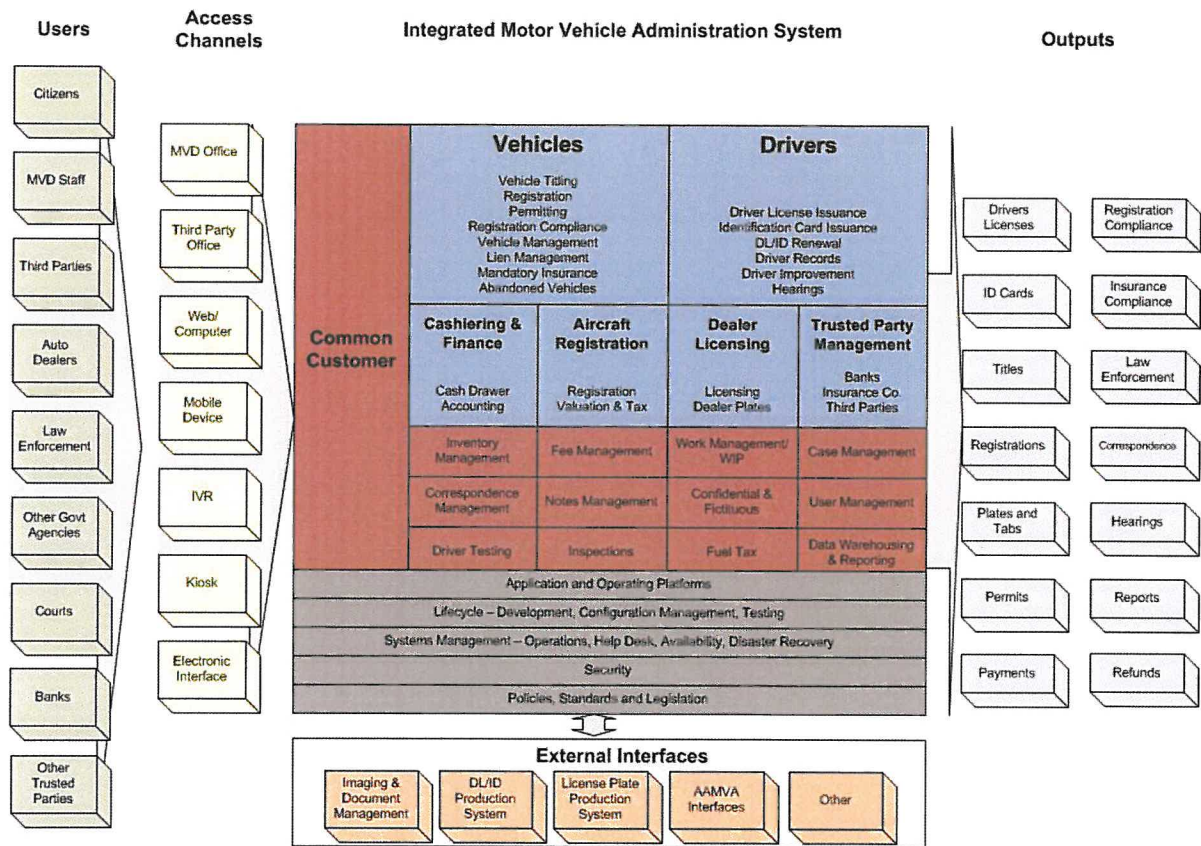 Users
Access
Channels
Integrated Motor Vehicle Administration System
Outputs
Citizens
MVD Staff
Third Parties
Auto
Dealers
Law
Enforcement
Other Govt
Agencies
Courts
Banks
Other
Trusted
Parties
MVD Office
Third Party
Office
Web/
Computer
Mobile
Device
IVR
Kiosk
Electronic
Interface
Common
Customer
Vehicles
Vehicle Titling
Registration
Permitting
Registration Compliance
Vehicle Management
Lien Management
Mandatory Insurance
Abandoned Vehicles
Drivers
Driver License Issuance
Identification Card Issuance
DL/ID Renewal
Driver Records
Driver Improvement
Hearings
Cashiering &
Finance
Cash Drawer
Accounting
Aircraft
Registration
Registration
Valuation & Tax
Dealer
Licensing
Licensing
Dealer Plates
Trusted Party
Management
Banks
Insurance Co.
Third Parties
Inventory
Management
Fee Management
Work Management/
WIP
Case Management
Correspondence
Management
Notes Management
Confidential &
Fictituous
User Management
Driver Testing
Inspections
Fuel Tax
Data Warehousing
& Reporting
Application and Operating Platforms
Lifecycle – Development, Configuration Management, Testing
Systems Management – Operations, Help Desk, Availability, Disaster Recovery
Security
Policies, Standards and Legislation
External Interfaces
Imaging &
Document
Management
DL/ID
Production
System
License Plate
Production
System
AAMVA
Interfaces
Other
Drivers
Licenses
Registration
Compliance
ID Cards
Insurance
Compliance
Titles
Law
Enforcement
Registrations
Correspondence
Plates and
Tabs
Hearings
Permits
Reports
Payments
Refunds